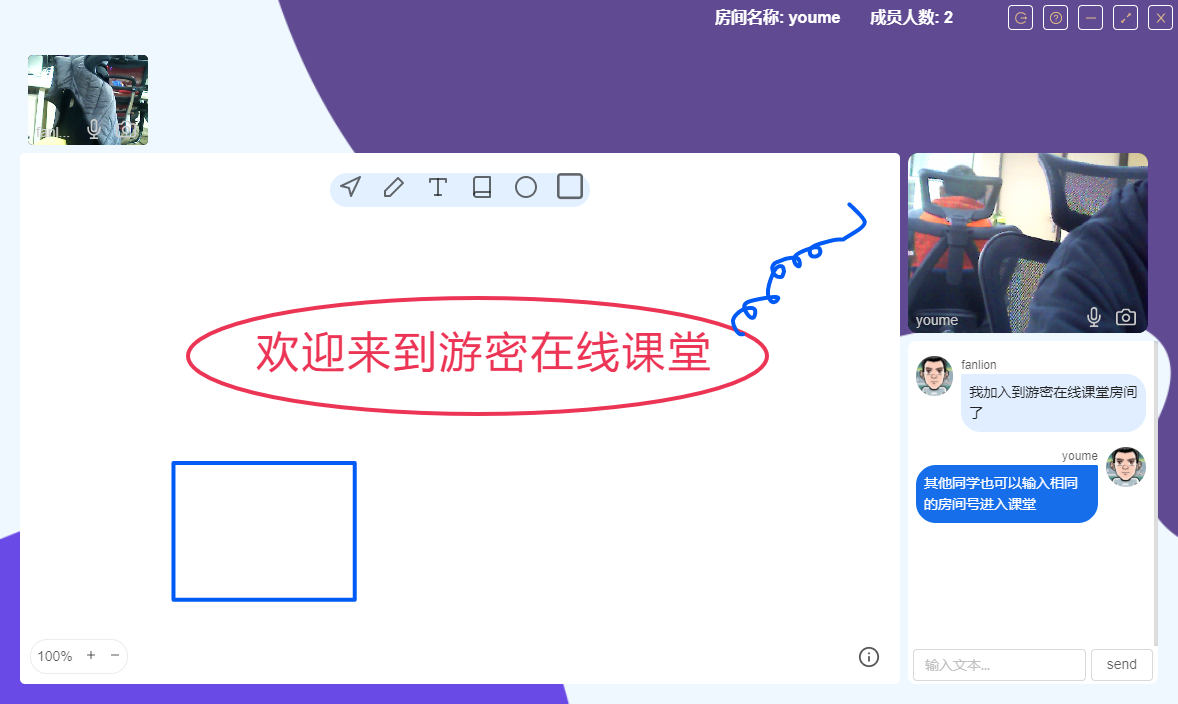 房间名称: youme 成员人数: 2
欢迎来到游密在线课堂
youme
fanlion
我加入到游密在线课堂房间
了
youme
其他同学也可以输入相同
的房间号进入课堂
100% + −
输入文本...
send